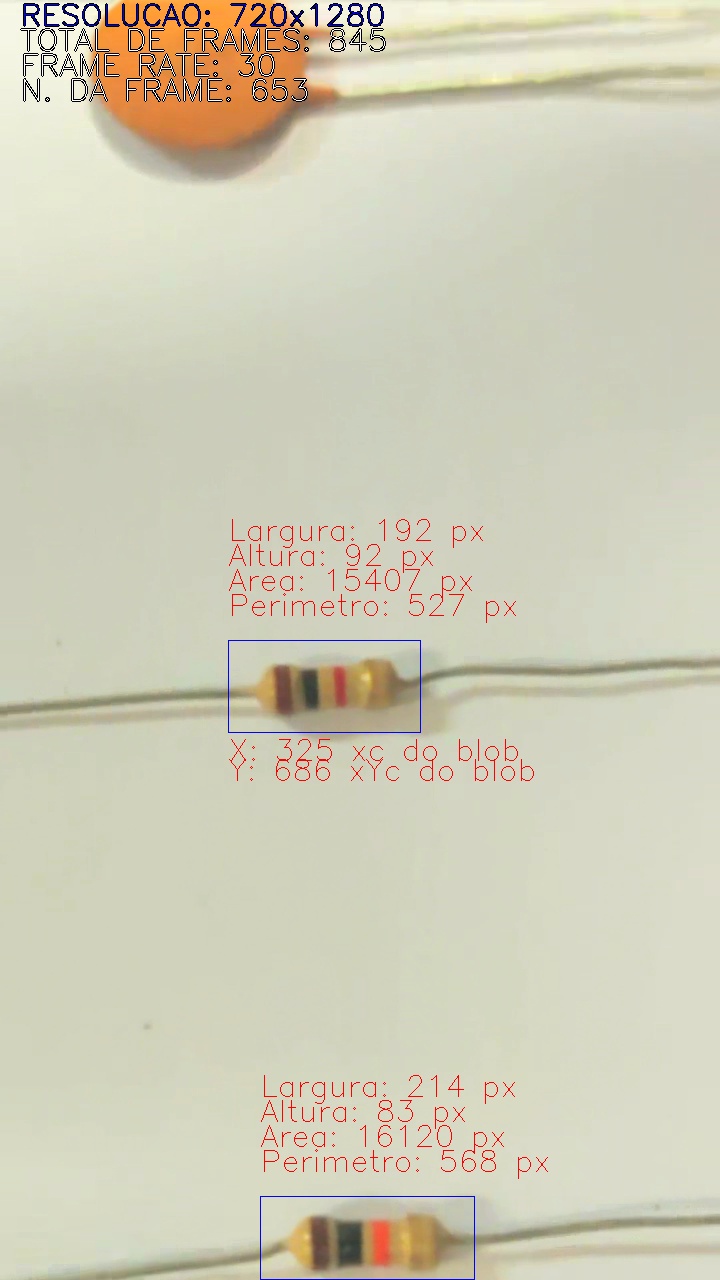 RESOLUCAO: 720x1280
TOTAL DE FRAMES: 845
FRAME RATE: 30
N. DA FRAME: 653
Largura: 192 px
Altura: 92 px
Area: 15407 px
Perimetro: 527 px
X: 325 xc do blob
Y: 686 xYc do blob
Largura: 214 px
Altura: 83 px
Area: 16120 px
Perimetro: 568 px